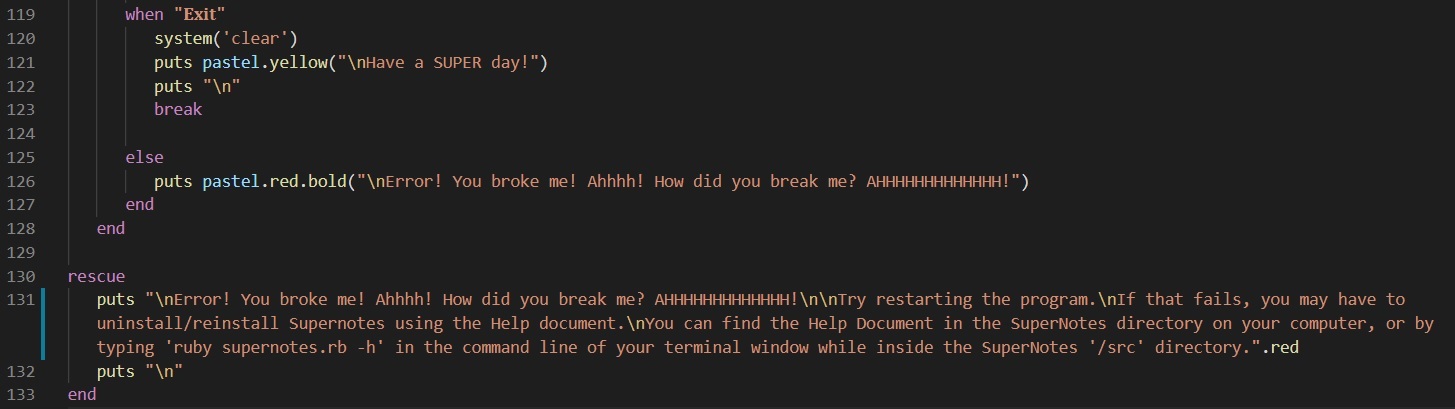 119 when "Exit"
120 system('clear')
121 puts pastel.yellow("\nHave a SUPER day!")
122 puts "\n"
123 break
124
125 else
126 puts pastel.red.bold("\nError! You broke me! Ahhhh! How did you break me? AHHHHHHHHHHHHH!")
127 end
128 end
129
130 rescue
131 puts "\nError! You broke me! Ahhhh! How did you break me? AHHHHHHHHHHHHH!\n\nTry restarting the program.\nIf that fails, you may have to
uninstall/reinstall Supernotes using the Help document.\nYou can find the Help Document in the SuperNotes directory on your computer, or by
typing 'ruby supernotes.rb -h' in the command line of your terminal window while inside the SuperNotes '/src' directory.".red
132 puts "\n"
133 end